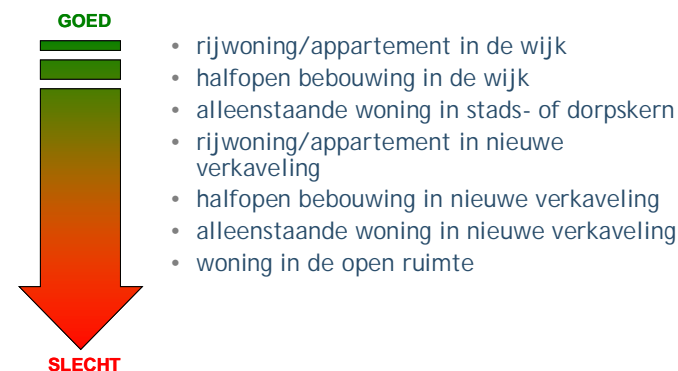 GOED
• rijwoning/appartement in de wijk
• halfopen bebouwing in de wijk
• alleenstaande woning in stads- of dorpskern
• rijwoning/appartement in nieuwe
verkaveling
• halfopen bebouwing in nieuwe verkaveling
• alleenstaande woning in nieuwe verkaveling
• woning in de open ruimte
SLECHT